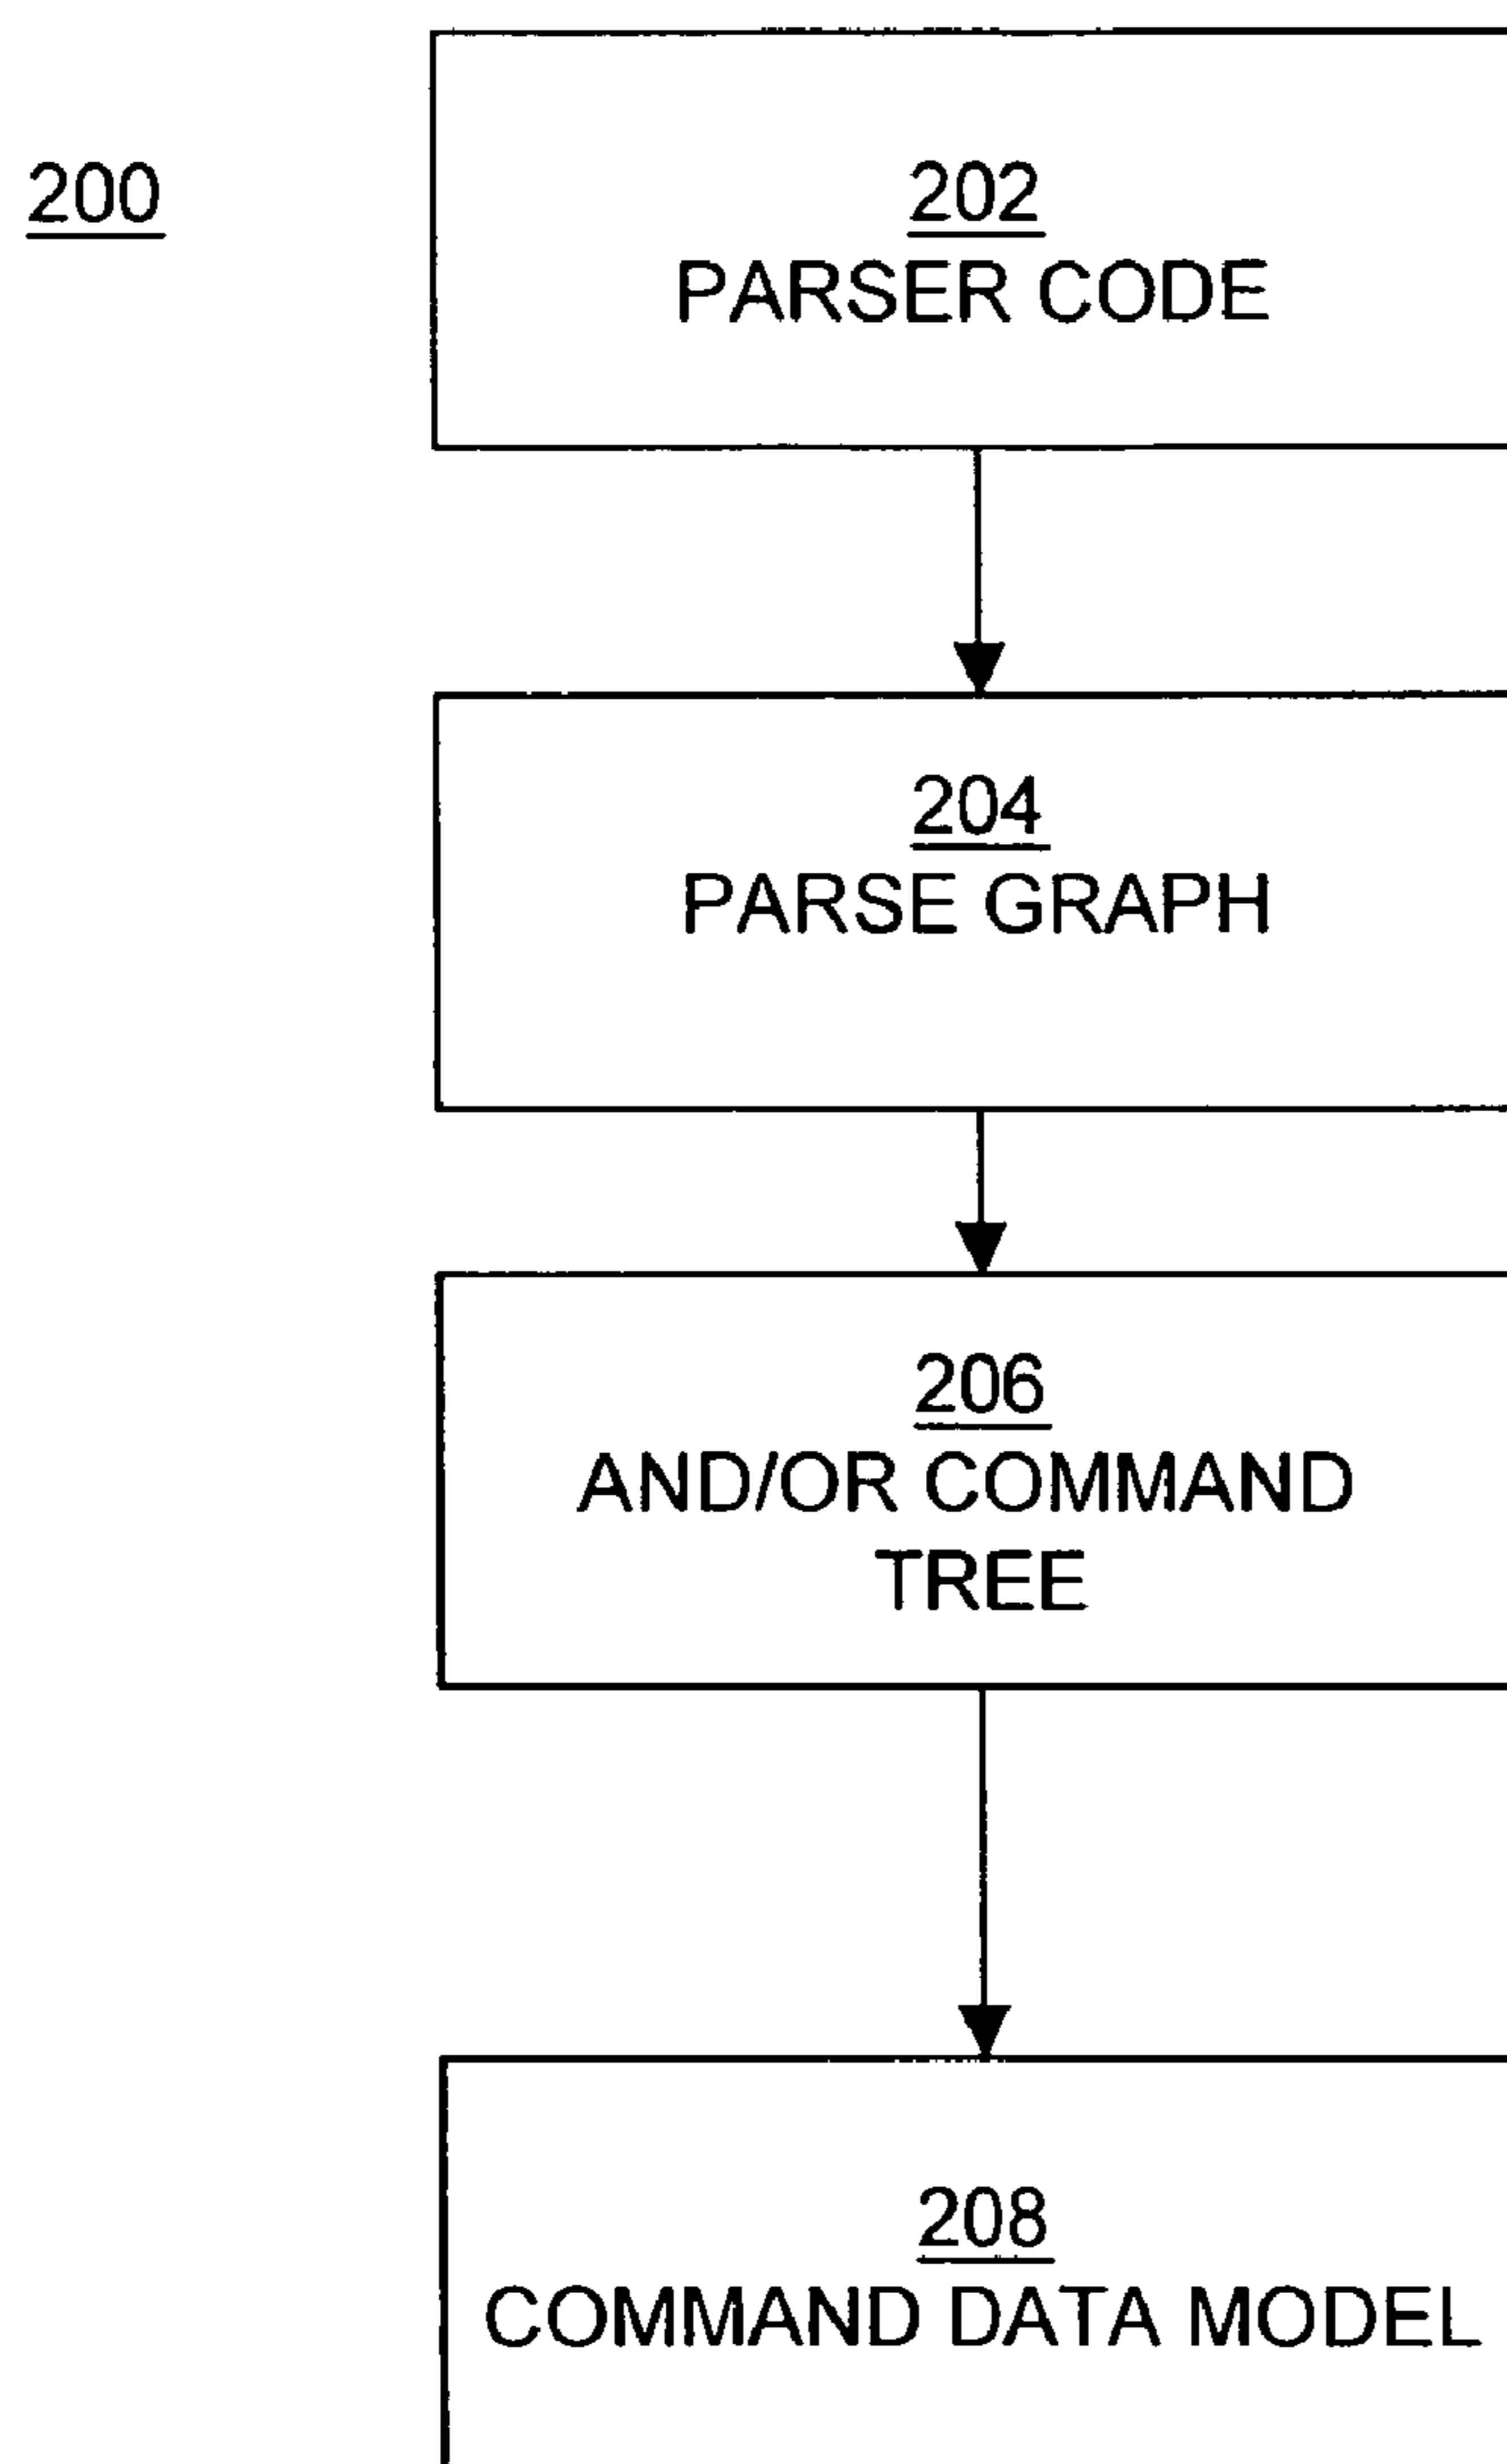 200
202
PARSER CODE
204
PARSE GRAPH
206
AND/OR COMMAND
TREE
208
COMMAND DATA MODEL